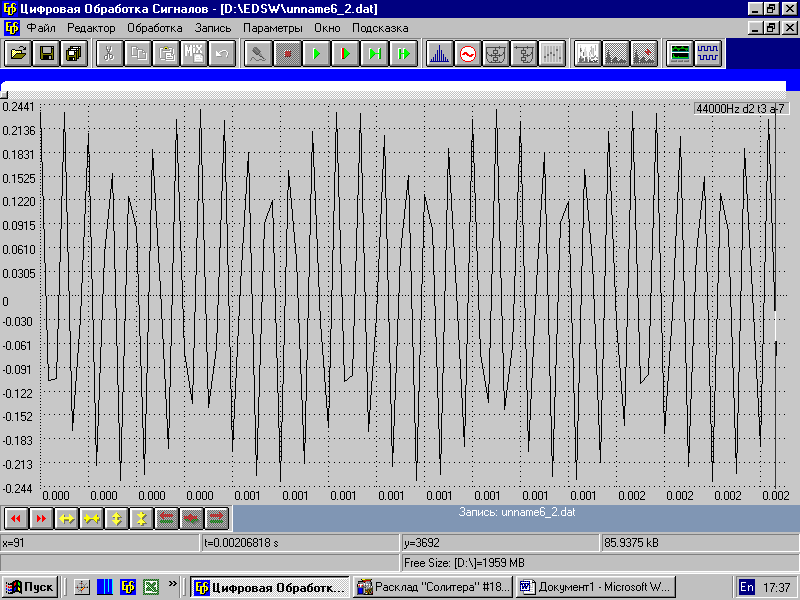 Цифровая Обработка Сигналов - [D:\EDSW\unname6_2.dat]
Файл Редактор Обработка Запись Параметры Окно Подсказка
MiX
44000Hz d2 t3 a-7
0.2441
0.2136
0.1831
0.1525
0.1220
0.0915
0.0610
0.0305
0
-0.030
-0.061
-0.091
-0.122
-0.152
-0.183
-0.213
-0.244
0.000 0.000 0.000 0.000 0.001 0.001 0.001 0.001 0.001 0.001 0.001 0.001 0.002 0.002 0.002 0.002
Запись: unname6_2.dat
x=91 t=0.00206818 s y=3692 85.9375 kB
Free Size: [D:\]=1959 MB
Пуск » Цифровая Обработк... Расклад "Солитера" #18... Документ1 - Microsoft W... En 17:37